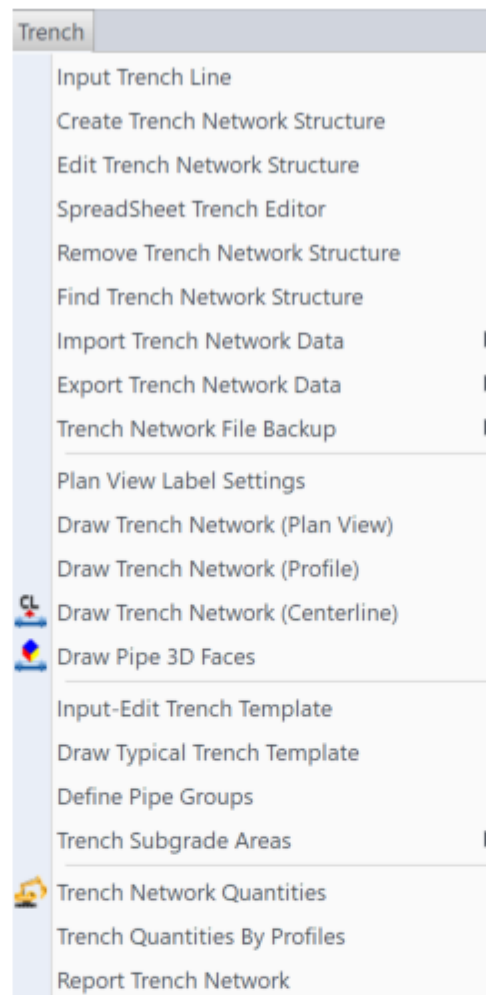 Trench
Input Trench Line
Create Trench Network Structure
Edit Trench Network Structure
SpreadSheet Trench Editor
Remove Trench Network Structure
Find Trench Network Structure
Import Trench Network Data
Export Trench Network Data
Trench Network File Backup
Plan View Label Settings
Draw Trench Network (Plan View)
Draw Trench Network (Profile)
CL
Draw Trench Network (Centerline)
Draw Pipe 3D Faces
Input-Edit Trench Template
Draw Typical Trench Template
Define Pipe Groups
Trench Subgrade Areas
Trench Network Quantities
Trench Quantities By Profiles
Report Trench Network